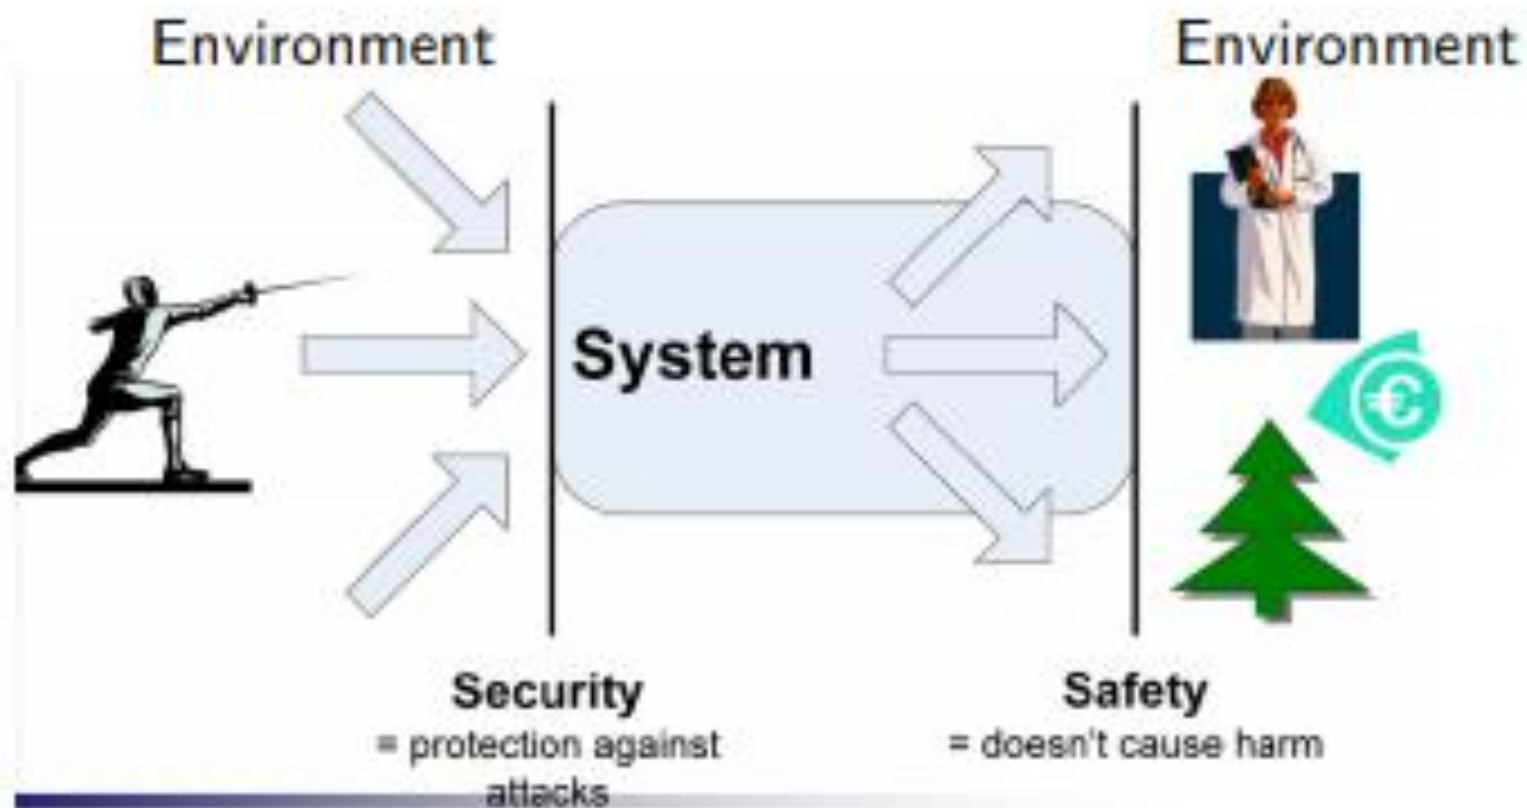 Environment
Environment
System
€
Security
= protection against
attacks
Safety
= doesn't cause harm